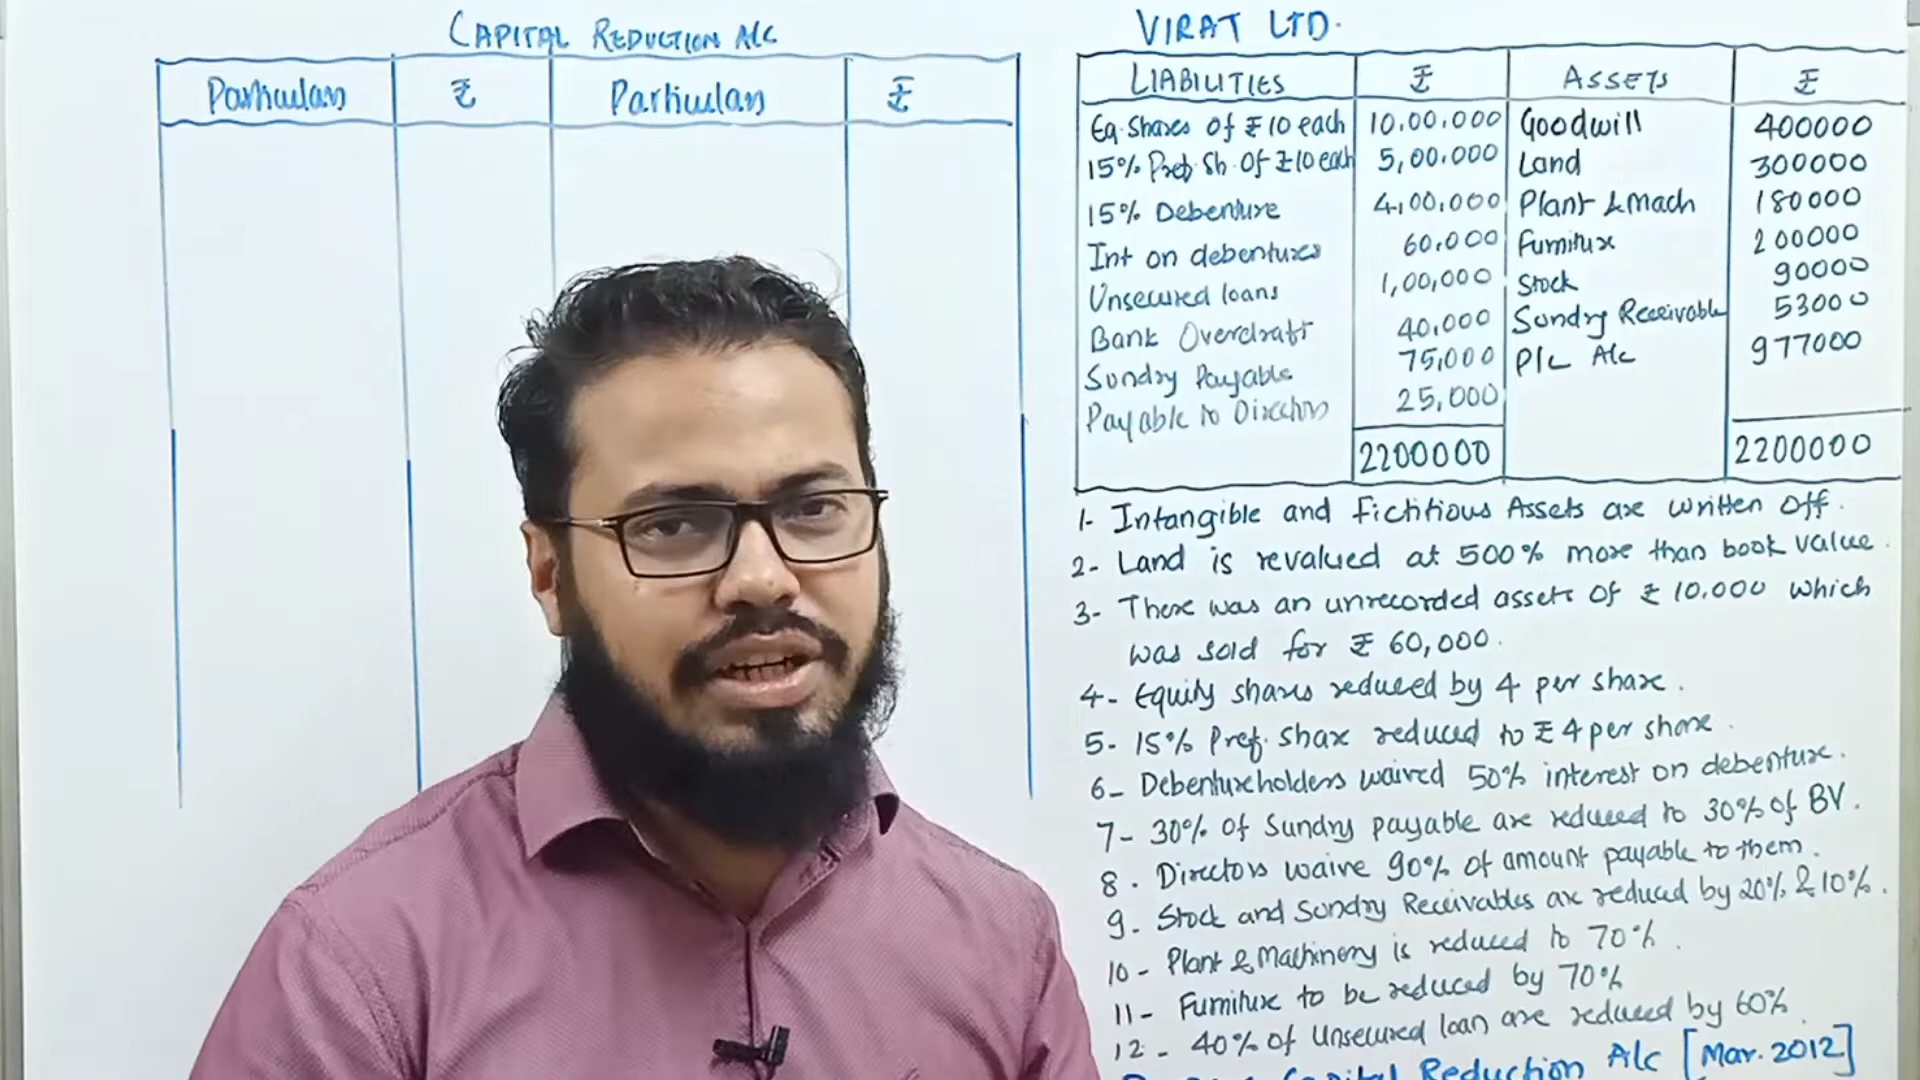 CAPITAL REDUCTION A/C
Particulars ₹ Particulars ₹
VIRAT LTD.
LIABILITIES ₹ ASSETS ₹
Eq. Shares of ₹10 each 10,00,000 Goodwill 400000
15% Pref. Sh. Of ₹10 each 5,00,000 Land 300000
15% Debenture 4,00,000 Plant & Mach 180000
Int on debentures 60,000 Furniture 200000
Unsecured loans 1,00,000 Stock 90000
Bank Overdraft 40,000 Sundry Receivable 53000
Sundry Payable 75,000 P/L A/c 977000
Payable to Directors 25,000
2200000 2200000
1- Intangible and Fictitious Assets are written off.
2- Land is revalued at 500% more than book value.
3- There was an unrecorded assets of ₹ 10,000 which
was sold for ₹ 60,000.
4- Equity shares reduced by 4 per share.
5- 15% Pref. share reduced to ₹4 per share.
6- Debentureholders waived 50% interest on debenture.
7- 30% of Sundry payable are reduced to 30% of BV.
8. Directors waive 90% of amount payable to them.
9- Stock and Sundry Receivables are reduced by 20% & 10%.
10- Plant & Machinery is reduced to 70%.
11- Furniture to be reduced by 70%
12- 40% of Unsecured loan are reduced by 60%.
Capital Reduction A/c [Mar. 2012]